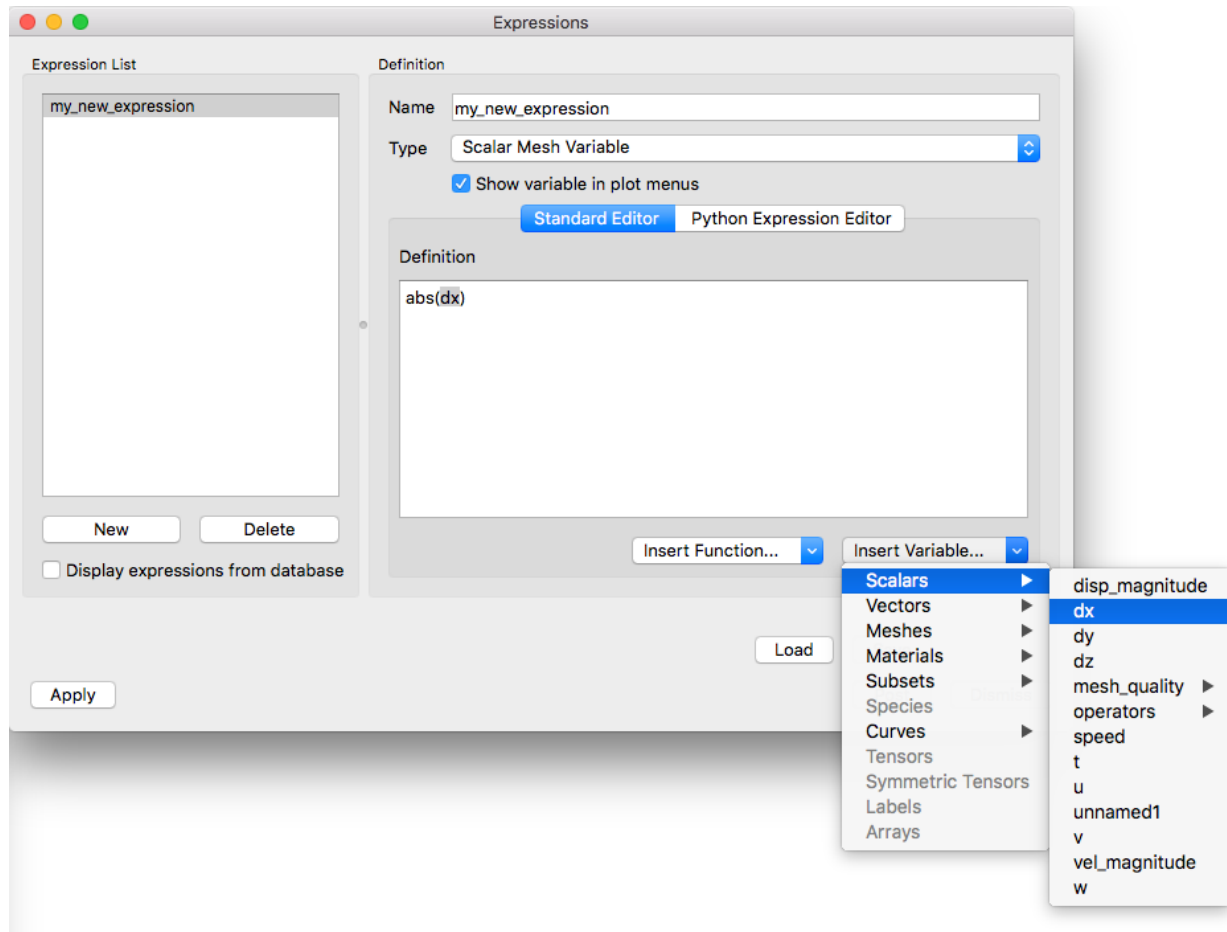 Expressions
Expression List
my_new_expression
New
Delete
Display expressions from database
Apply
Definition
Name
my_new_expression
Type
Scalar Mesh Variable
Show variable in plot menus
Standard Editor
Python Expression Editor
Definition
abs(dx)
Insert Function...
Insert Variable...
Load
Scalars
Vectors
Meshes
Materials
Subsets
Species
Curves
Tensors
Symmetric Tensors
Labels
Arrays
disp_magnitude
dx
dy
dz
mesh_quality
operators
speed
t
u
unnamed1
v
vel_magnitude
w